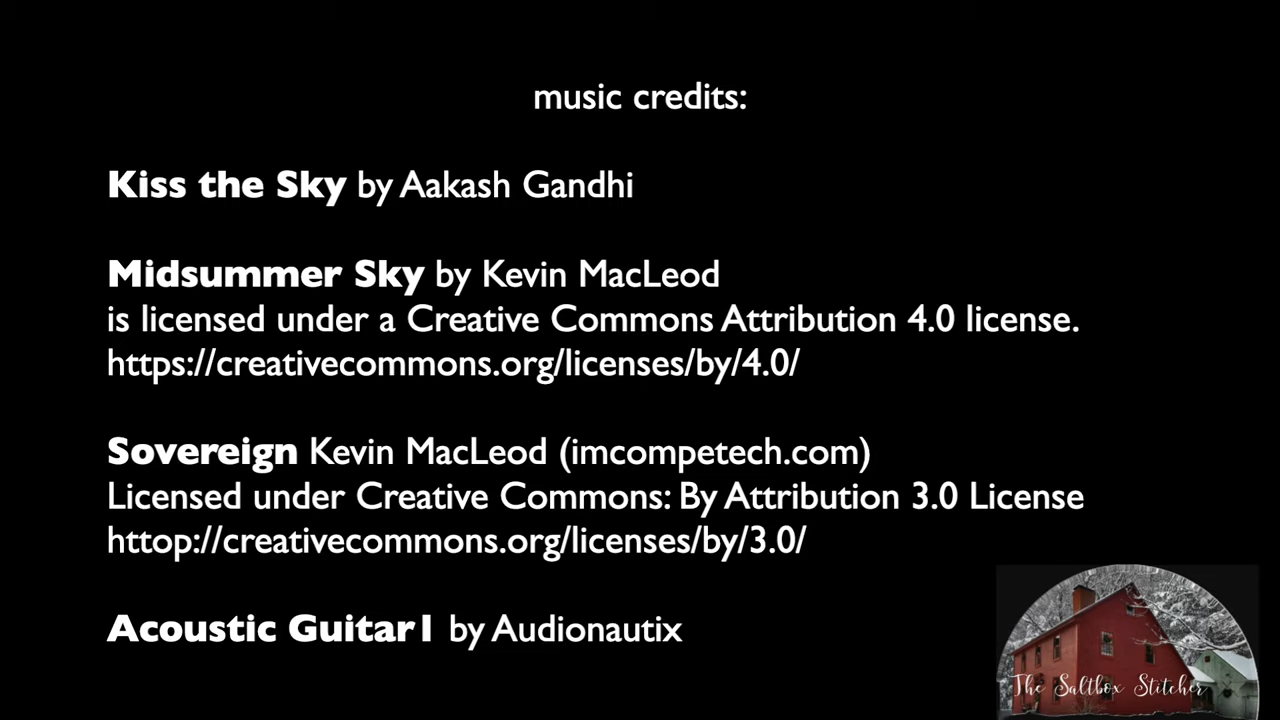 music credits:
Kiss the Sky by Aakash Gandhi
Midsummer Sky by Kevin MacLeod
is licensed under a Creative Commons Attribution 4.0 license.
https://creativecommons.org/licenses/by/4.0/
Sovereign Kevin MacLeod (imcompetech.com)
Licensed under Creative Commons: By Attribution 3.0 License
httop://creativecommons.org/licenses/by/3.0/
Acoustic Guitar1 by Audionautix
The Saltbox Stitcher